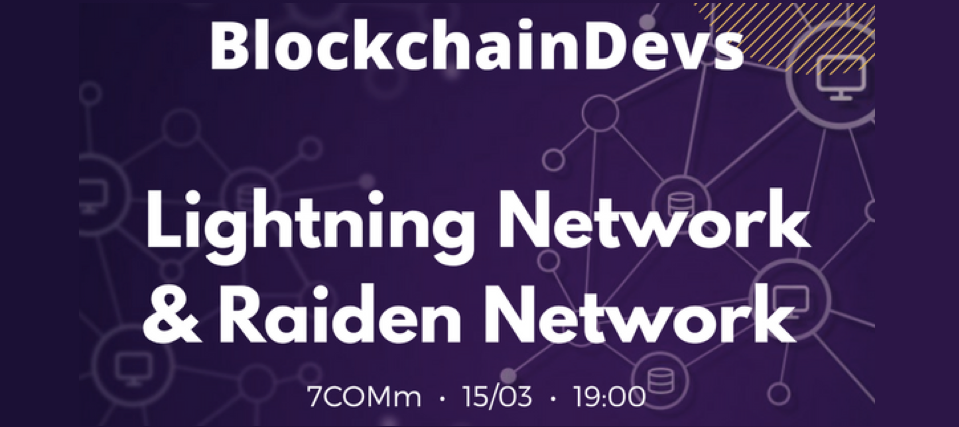 BlockchainDevs
Lightning Network
& Raiden Network
7COMm · 15/03 · 19:00